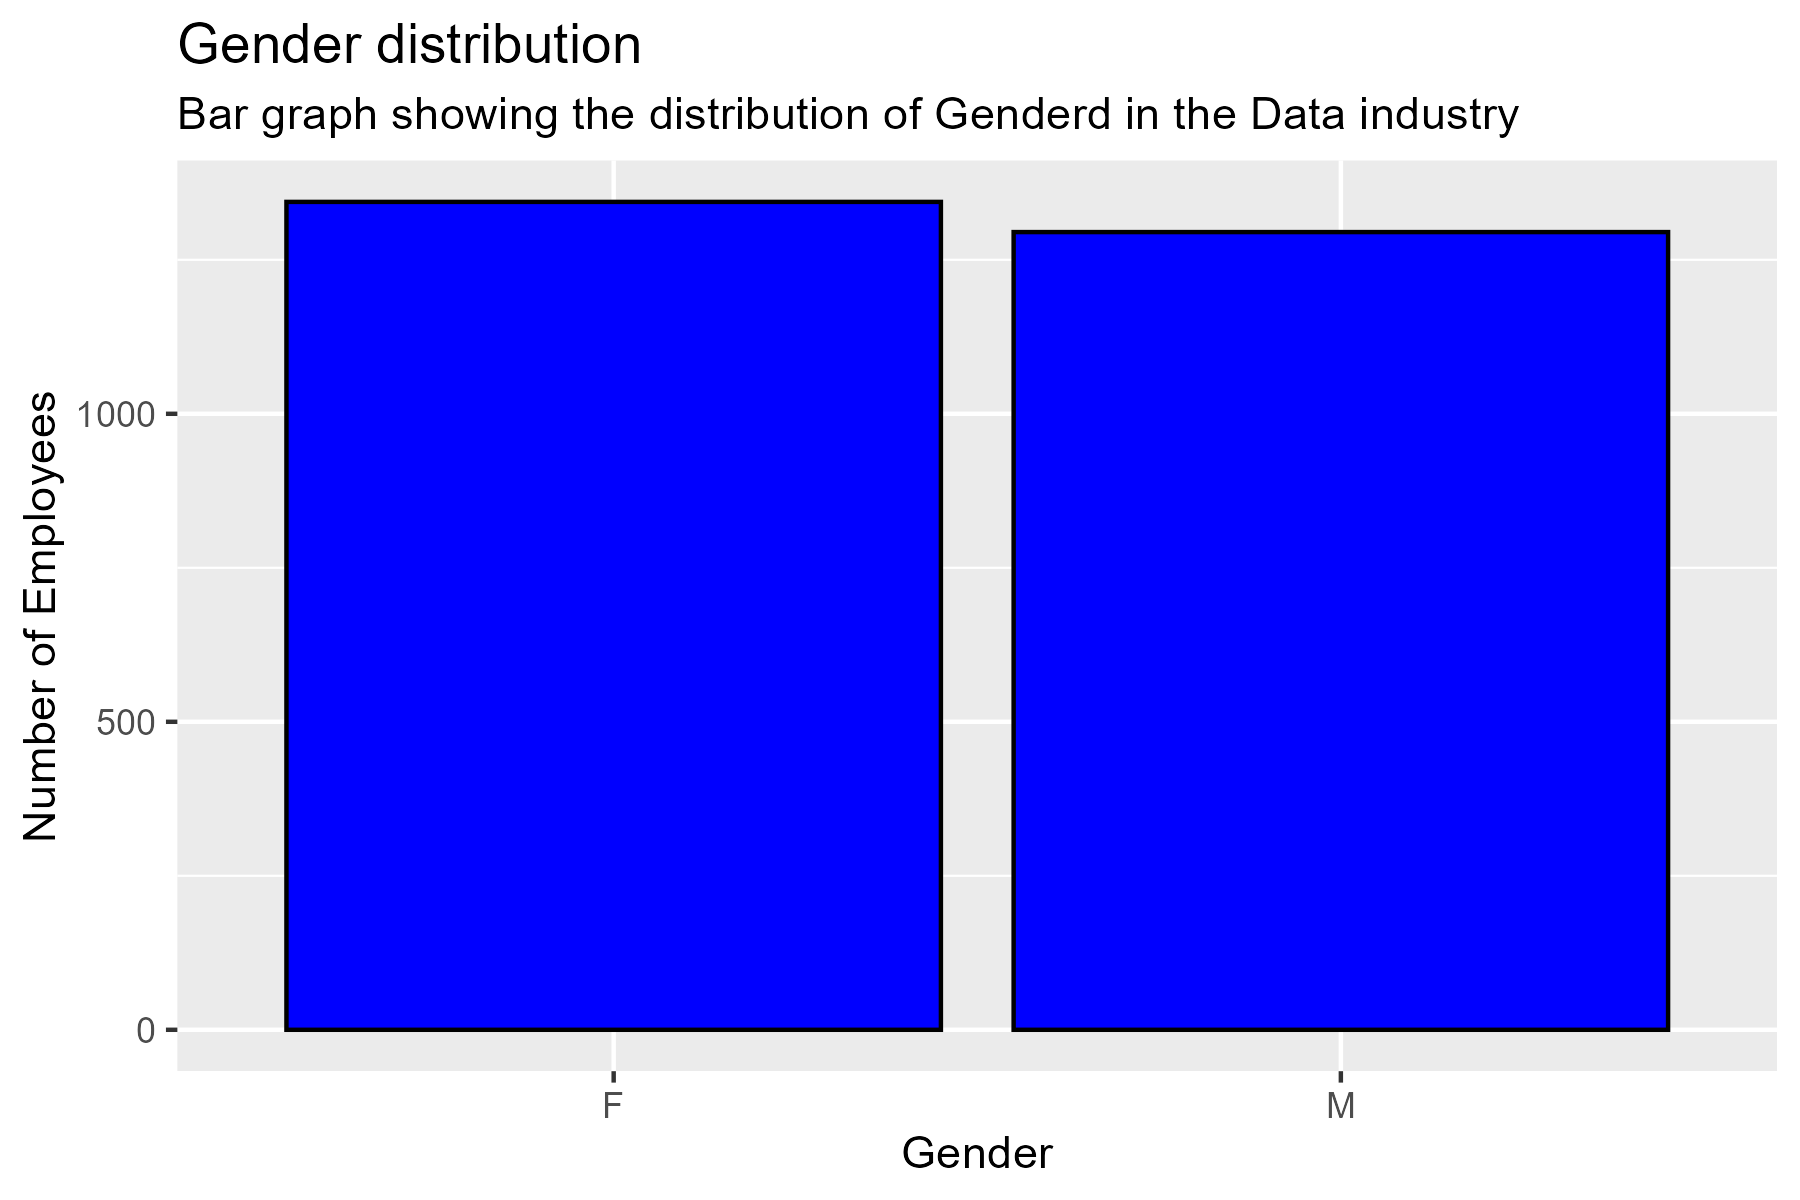 Gender distribution
Bar graph showing the distribution of Genderd in the Data industry
Number of Employees
1000
500
0
F
M
Gender